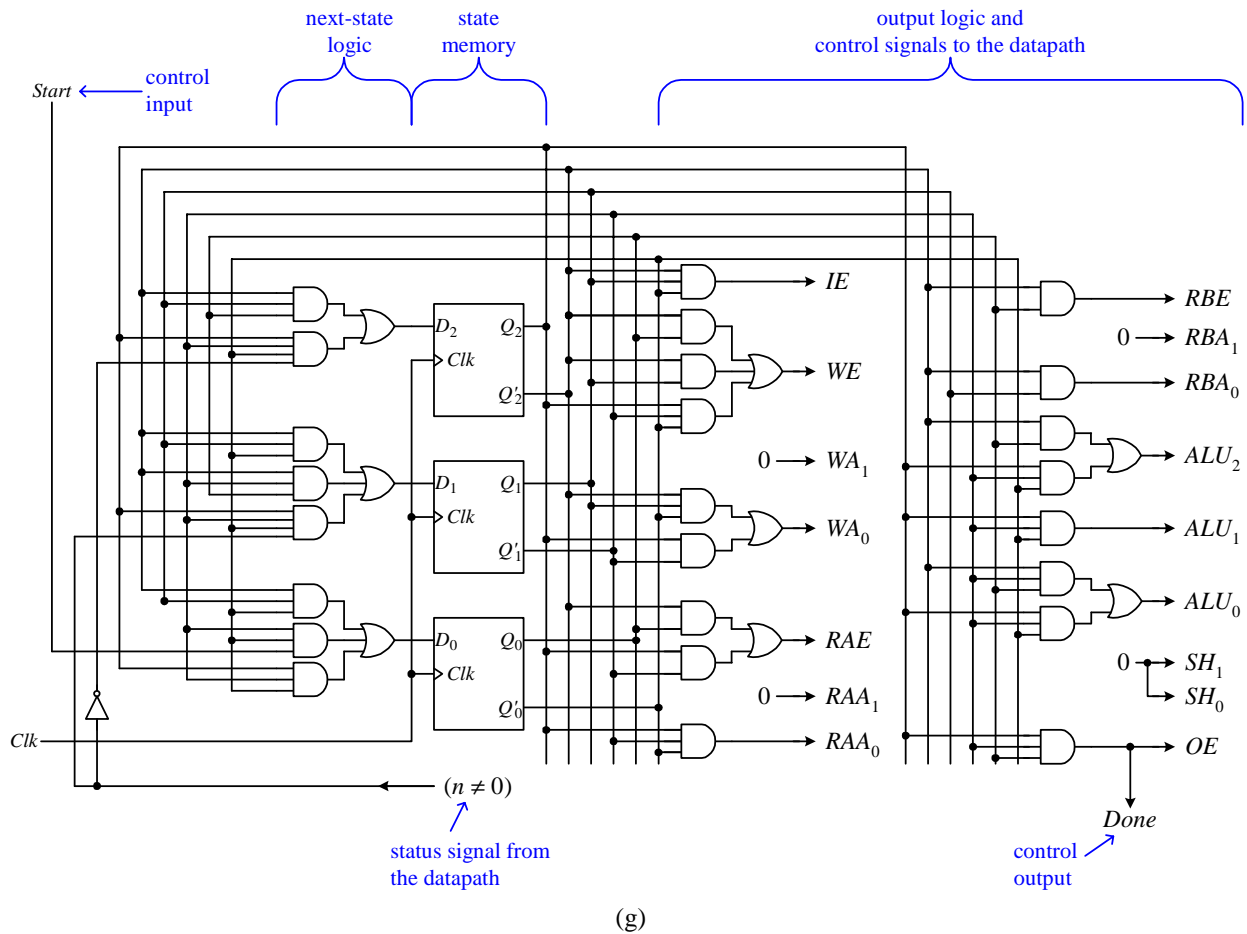 next-state
logic
state
memory
output logic and
control signals to the datapath
Start
control
input
D₂ Q₂
Clk
Q'₂
D₁ Q₁
Clk
Q'₁
D₀ Q₀
Clk
Q'₀
IE
WE
0 WA₁
WA₀
RAE
0 RAA₁
RAA₀
RBE
0 RBA₁
RBA₀
ALU₂
ALU₁
ALU₀
0 SH₁
SH₀
OE
Done
Clk
(n ≠ 0)
status signal from
the datapath
control
output
(g)